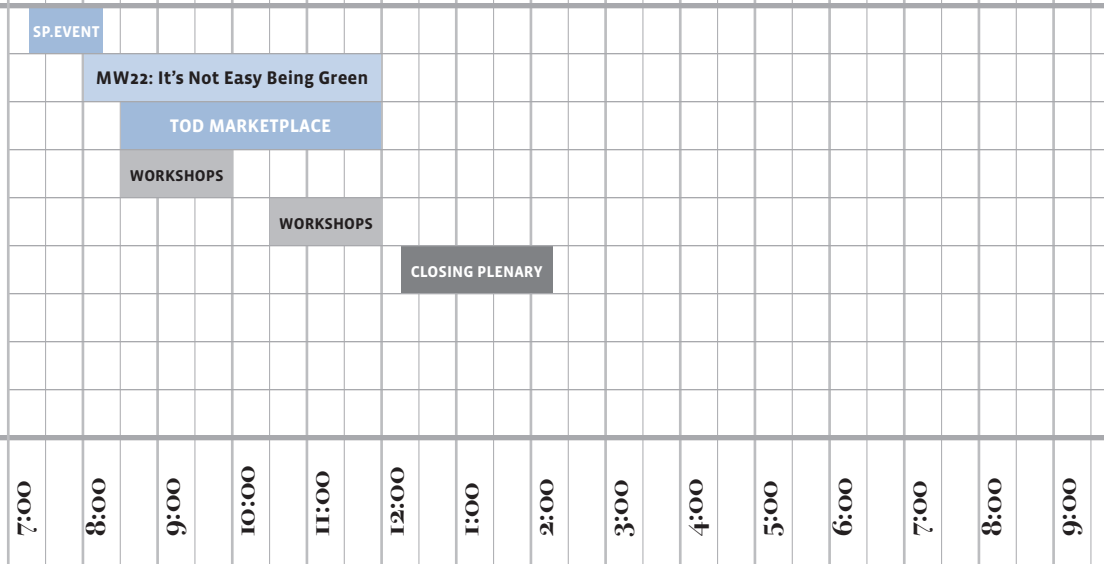 SP.EVENT
MW22: It's Not Easy Being Green
TOD MARKETPLACE
WORKSHOPS
WORKSHOPS
CLOSING PLENARY
7:00
8:00
9:00
10:00
11:00
12:00
1:00
2:00
3:00
4:00
5:00
6:00
7:00
8:00
9:00